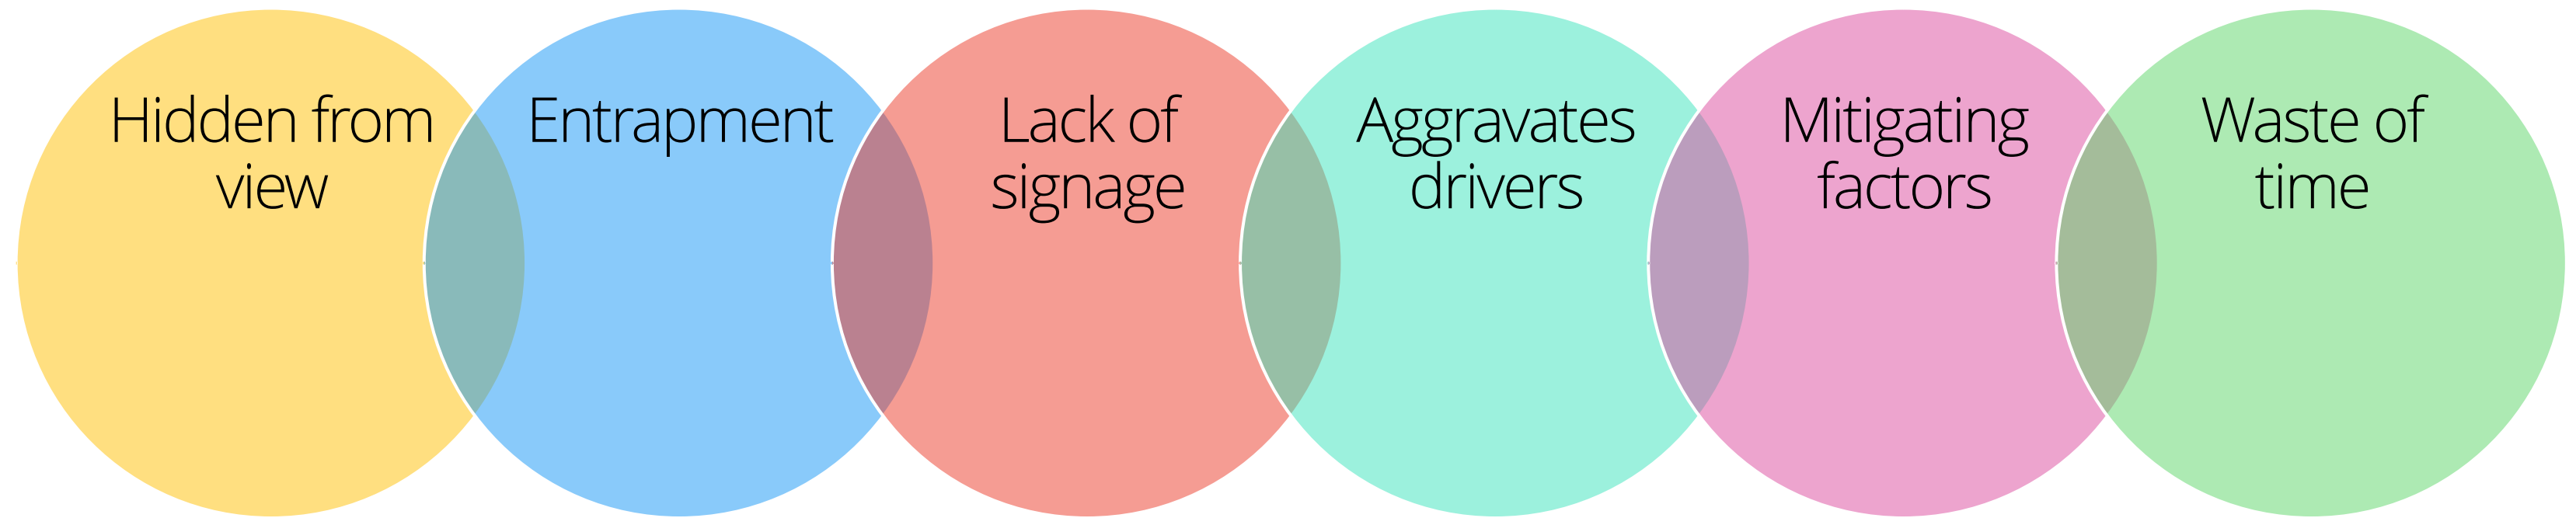 Hidden from
view
Entrapment
Lack of
signage
Aggravates
drivers
Mitigating
factors
Waste of
time